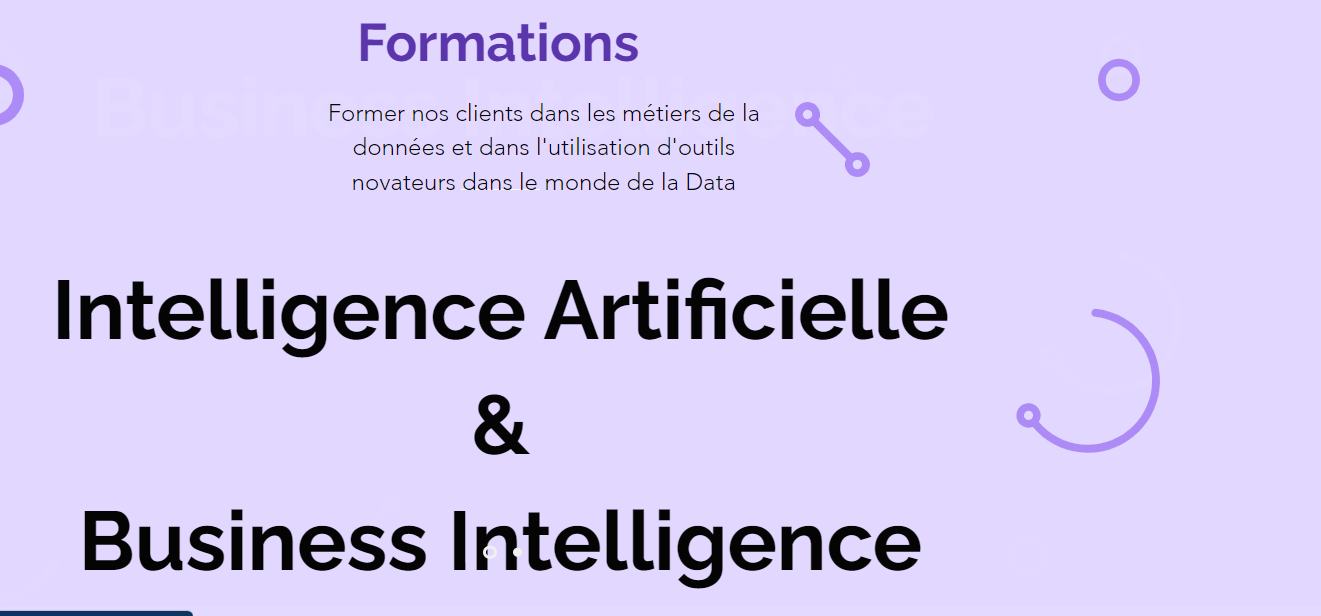 Formations
Business Intelligence
Former nos clients dans les métiers de la
données et dans l'utilisation d'outils
novateurs dans le monde de la Data
Intelligence Artificielle
&
Business Intelligence